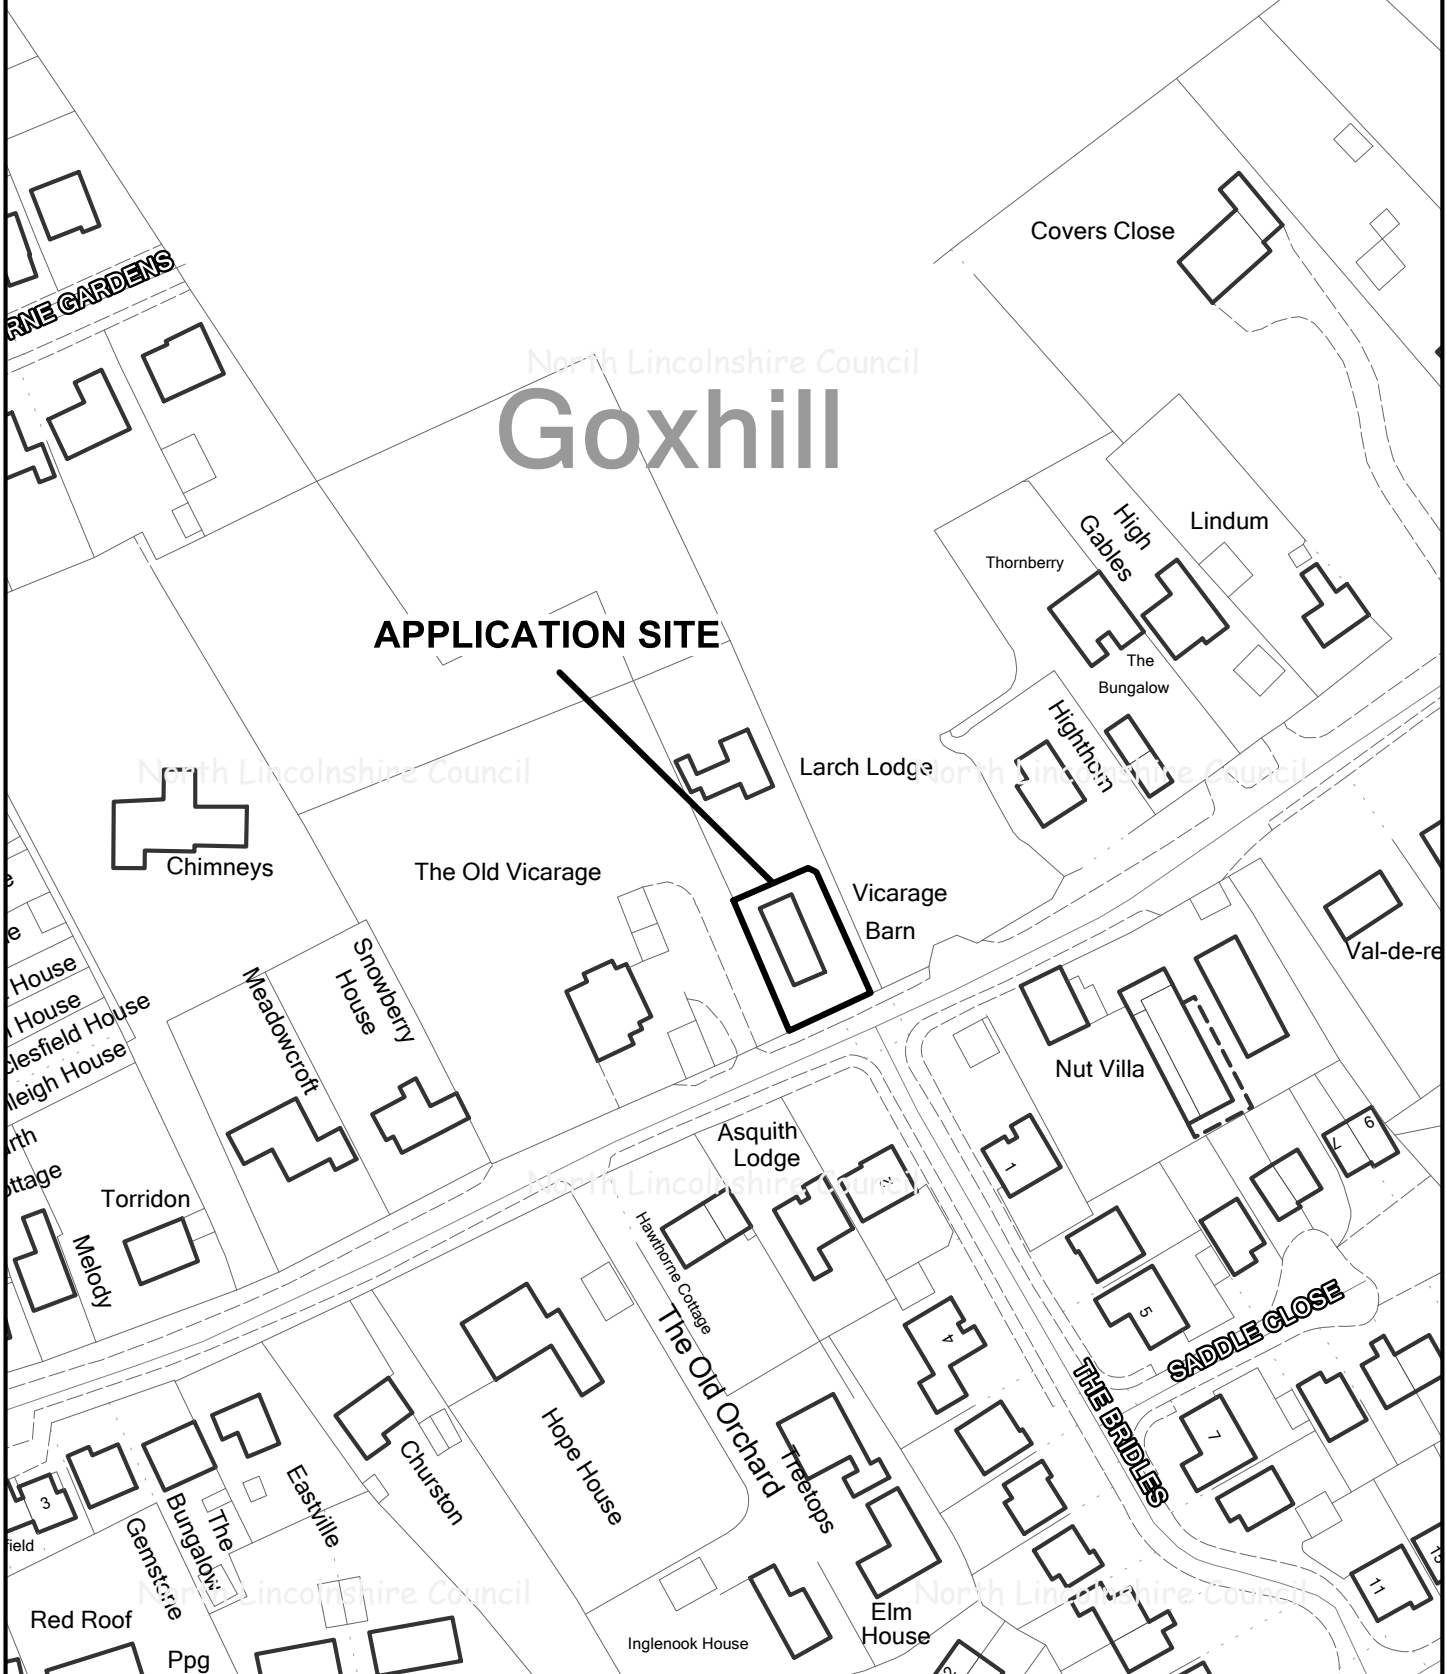 Covers Close
RNE GARDENS
North Lincolnshire Council
Goxhill
High
Gables
Lindum
Thornberry
APPLICATION SITE
The
Bungalow
Highthorn
Larch Lodge
North Lincolnshire Council
North Lincolnshire Council
Chimneys
The Old Vicarage
Vicarage
Barn
Val-de-re
Snowberry
House
Meadowcroft
House
House
clesfield House
leigh House
Nut Villa
rth
ottage
Asquith
Lodge
1
2
7
9
North Lincolnshire Council
Torridon
Melody
Hawthorne Cottage
The Old Orchard
4
5
SADDLE CLOSE
THE BRIDLES
7
Hope House
Churston
Treetops
Eastville
The
Bungalow
Gemstone
3
field
11
North Lincolnshire Council
North Lincolnshire Council
Red Roof
Elm
House
Inglenook House
Ppg